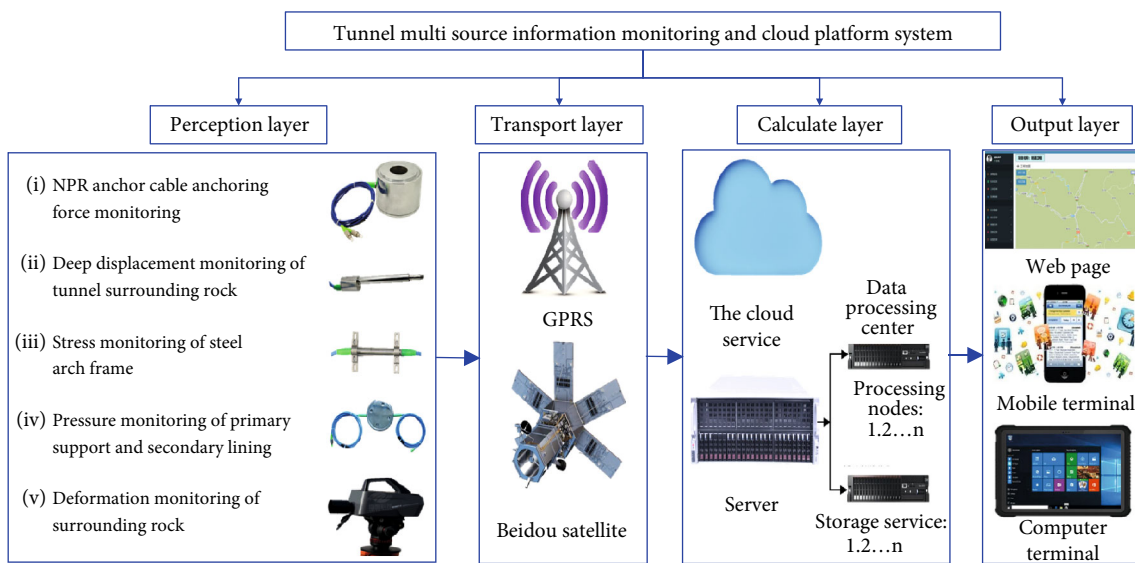 Tunnel multi source information monitoring and cloud platform system
Perception layer
Transport layer
Calculate layer
Output layer
(i) NPR anchor cable anchoring
force monitoring
(ii) Deep displacement monitoring of
tunnel surrounding rock
(iii) Stress monitoring of steel
arch frame
(iv) Pressure monitoring of primary
support and secondary lining
(v) Deformation monitoring of
surrounding rock
GPRS
Beidou satellite
The cloud
service
Data
processing
center
Processing
nodes:
1.2...n
Server
Storage service:
1.2...n
Web page
Mobile terminal
Computer
terminal